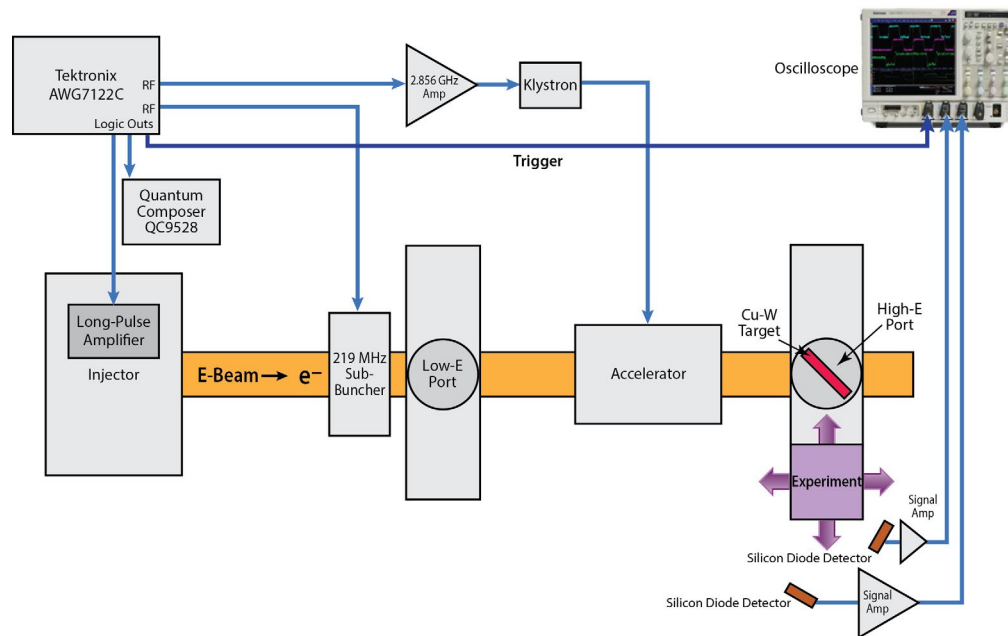 Tektronix
AWG7122C
RF
RF
Logic Outs
2.856 GHz
Amp
Klystron
Oscilloscope
Trigger
Quantum
Composer
QC9528
Long-Pulse
Amplifier
Injector
E-Beam → e⁻
219 MHz
Sub-
Buncher
Low-E
Port
Accelerator
Cu-W
Target
High-E
Port
Experiment
Signal
Amp
Silicon Diode Detector
Silicon Diode Detector
Signal
Amp